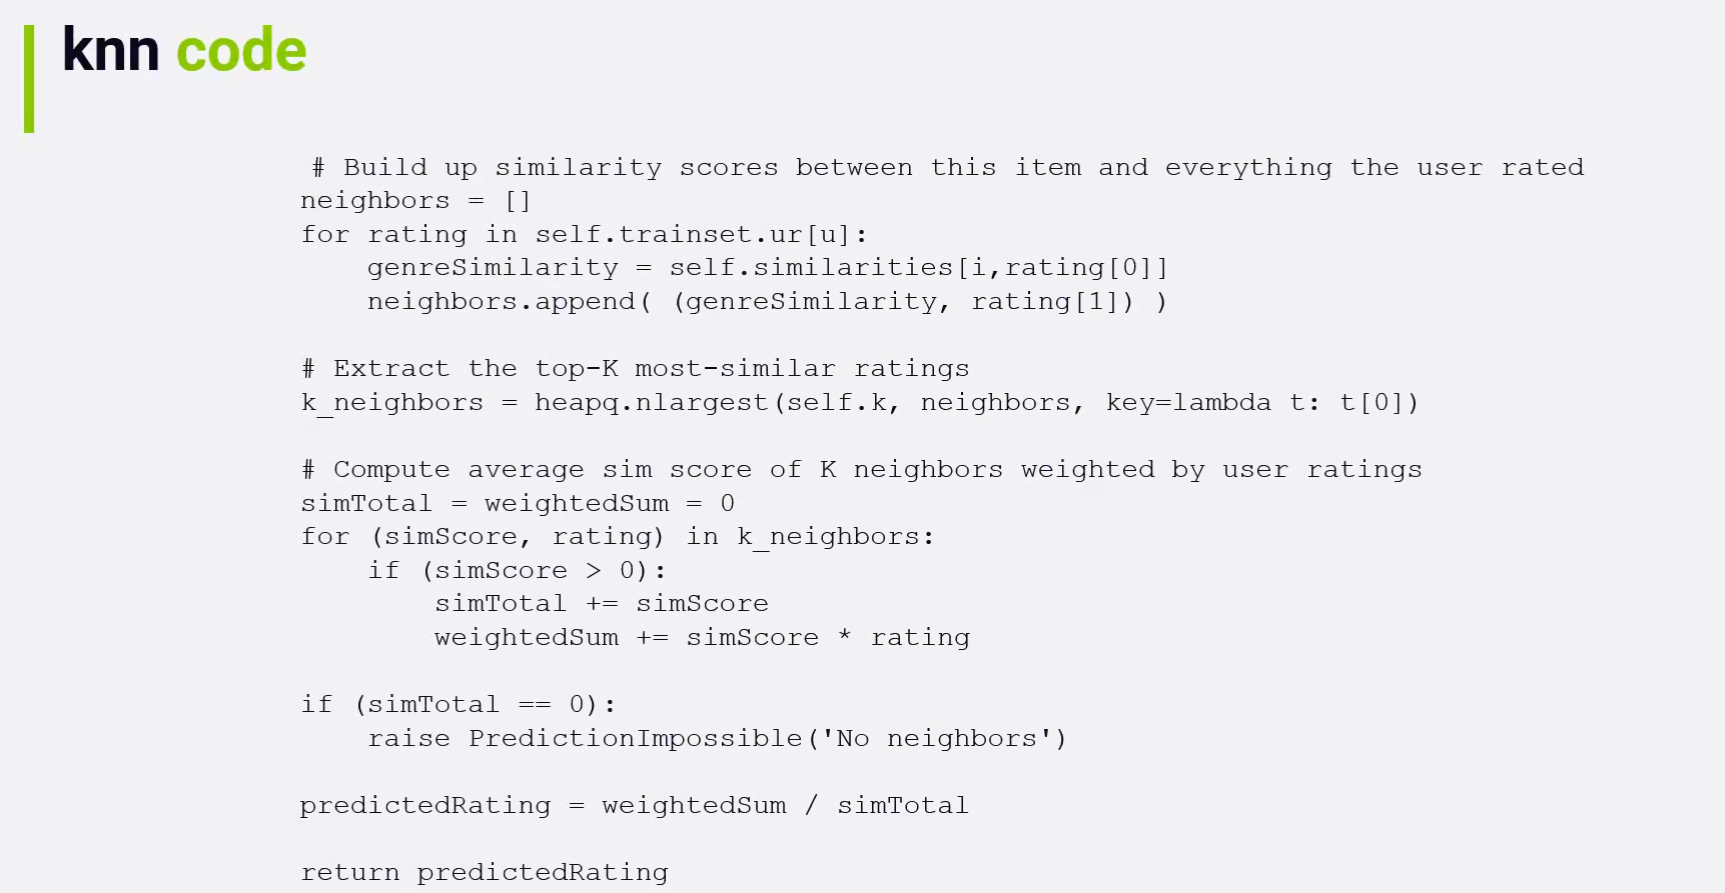 knn code
# Build up similarity scores between this item and everything the user rated
neighbors = []
for rating in self.trainset.ur[u]:
    genreSimilarity = self.similarities[i,rating[0]]
    neighbors.append( (genreSimilarity, rating[1]) )
# Extract the top-K most-similar ratings
k_neighbors = heapq.nlargest(self.k, neighbors, key=lambda t: t[0])
# Compute average sim score of K neighbors weighted by user ratings
simTotal = weightedSum = 0
for (simScore, rating) in k_neighbors:
    if (simScore > 0):
        simTotal += simScore
        weightedSum += simScore * rating
if (simTotal == 0):
    raise PredictionImpossible('No neighbors')
predictedRating = weightedSum / simTotal
return predictedRating